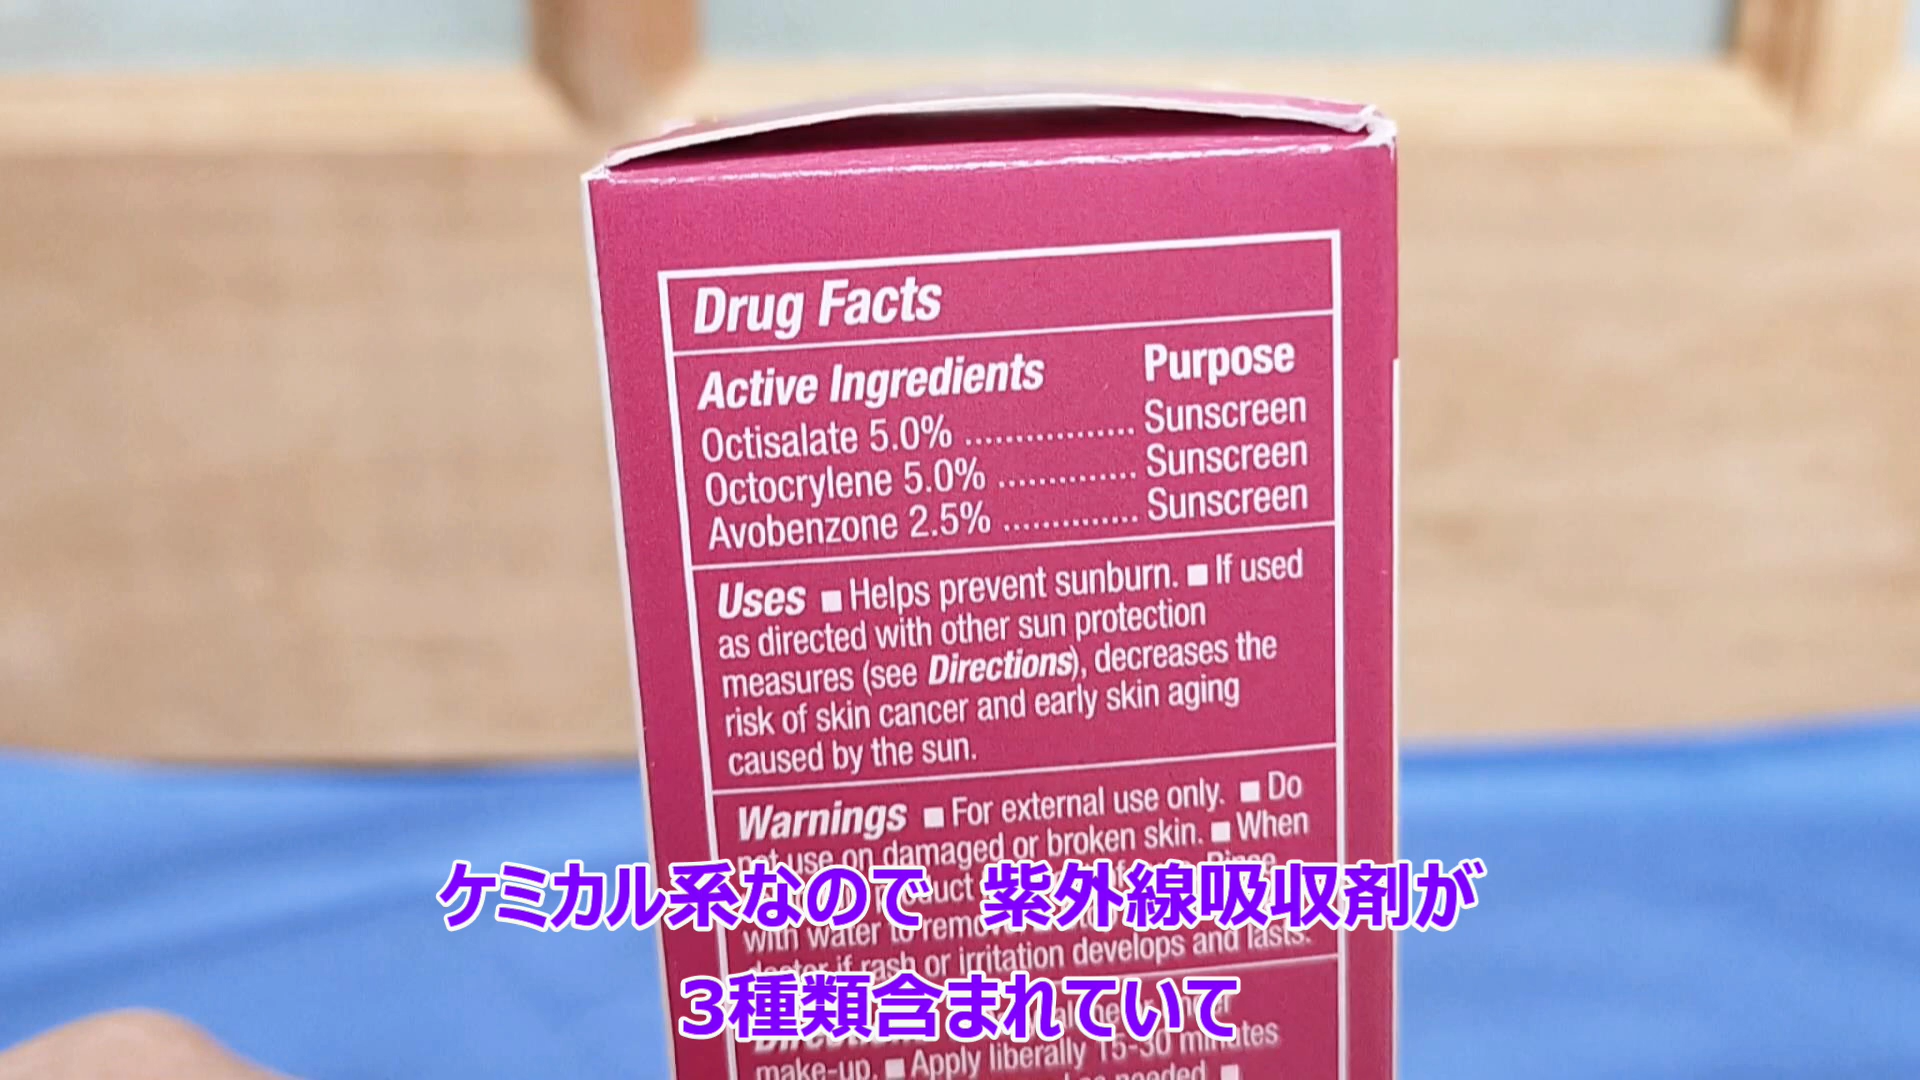 Drug Facts
Active Ingredients Purpose
Octisalate 5.0% ................. Sunscreen
Octocrylene 5.0% .............. Sunscreen
Avobenzone 2.5% .............. Sunscreen
Uses ■ Helps prevent sunburn. ■ If used
as directed with other sun protection
measures (see Directions), decreases the
risk of skin cancer and early skin aging
caused by the sun.
Warnings ■ For external use only. ■ Do
not use on damaged or broken skin. ■ When
with water to
rash or irritation develops and lasts.
make-up. ■ Apply liberally 15-30 minutes
needed
ケミカル系なので 紫外線吸収剤が
3種類含まれていて